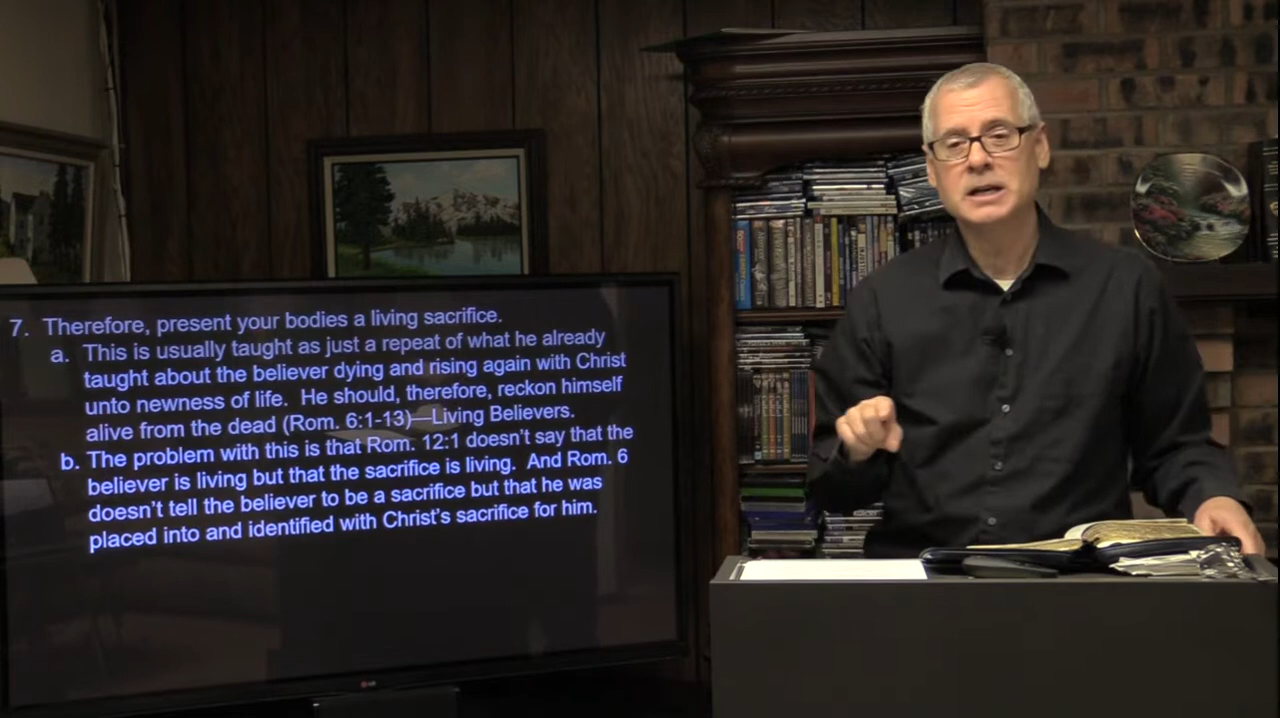 7. Therefore, present your bodies a living sacrifice.
a. This is usually taught as just a repeat of what he already
taught about the believer dying and rising again with Christ
unto newness of life. He should, therefore, reckon himself
alive from the dead (Rom. 6:1-13)—Living Believers.
b. The problem with this is that Rom. 12:1 doesn't say that the
believer is living but that the sacrifice is living. And Rom. 6
doesn't tell the believer to be a sacrifice but that he was
placed into and identified with Christ's sacrifice for him.
LG